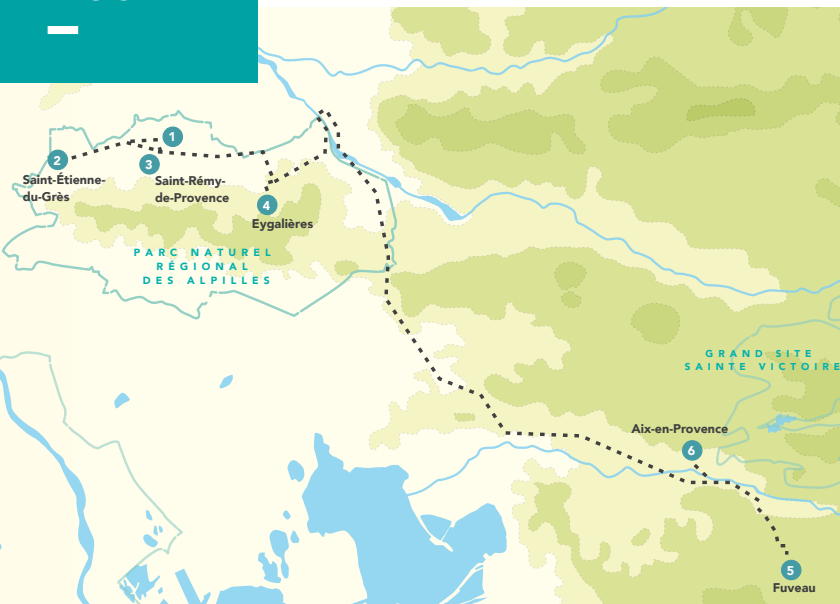 1
2
3
Saint-Étienne-
du-Grès
Saint-Rémy-
de-Provence
4
Eygalières
PARC NATUREL
RÉGIONAL
DES ALPILLES
GRAND SITE
SAINTE VICTOIRE
Aix-en-Provence
6
5
Fuveau